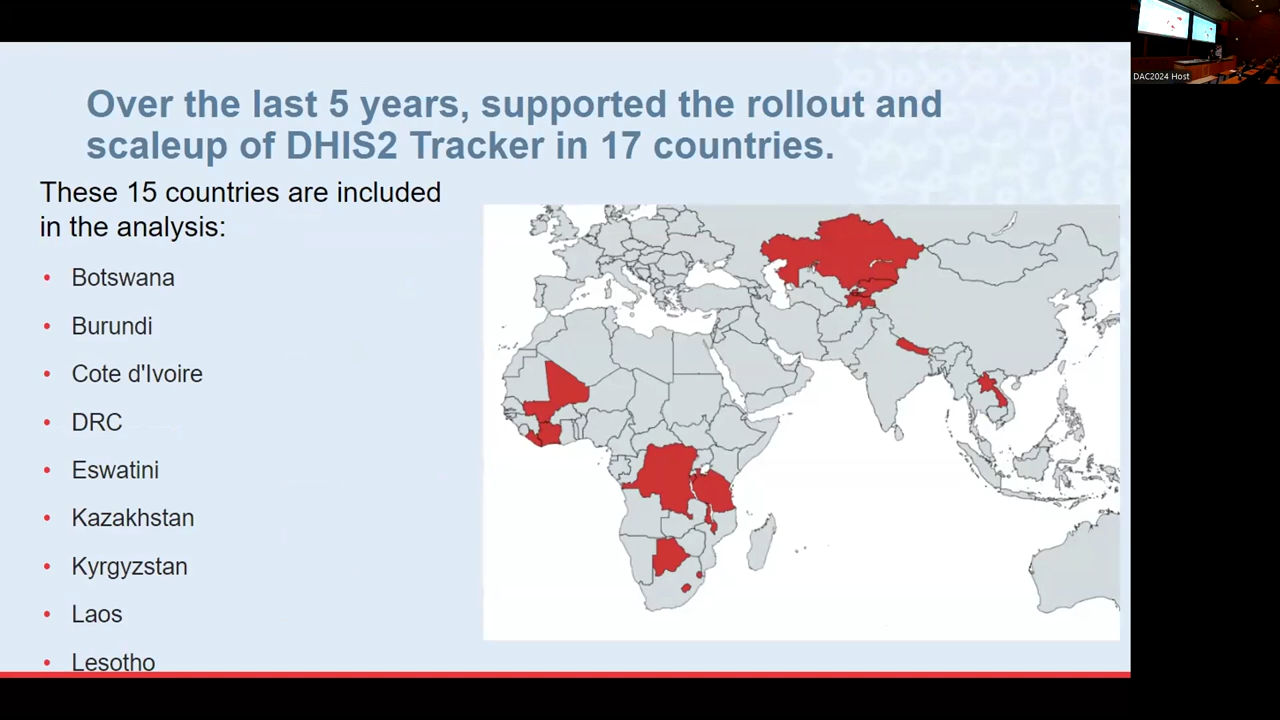 Over the last 5 years, supported the rollout and
scaleup of DHIS2 Tracker in 17 countries.
These 15 countries are included
in the analysis:
• Botswana
• Burundi
• Cote d'Ivoire
• DRC
• Eswatini
• Kazakhstan
• Kyrgyzstan
• Laos
• Lesotho
DAC2024 Host